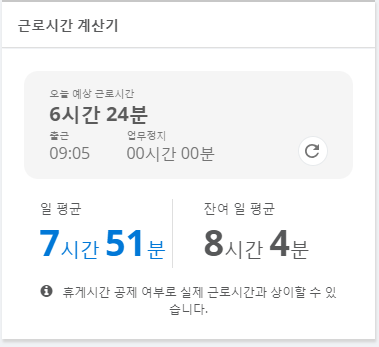 근로시간 계산기
오늘 예상 근로시간
6시간 24분
출근 업무정지
09:05 00시간 00분
일 평균 잔여 일 평균
7시간 51분 8시간 4분
휴게시간 공제 여부로 실제 근로시간과 상이할 수 있
습니다.